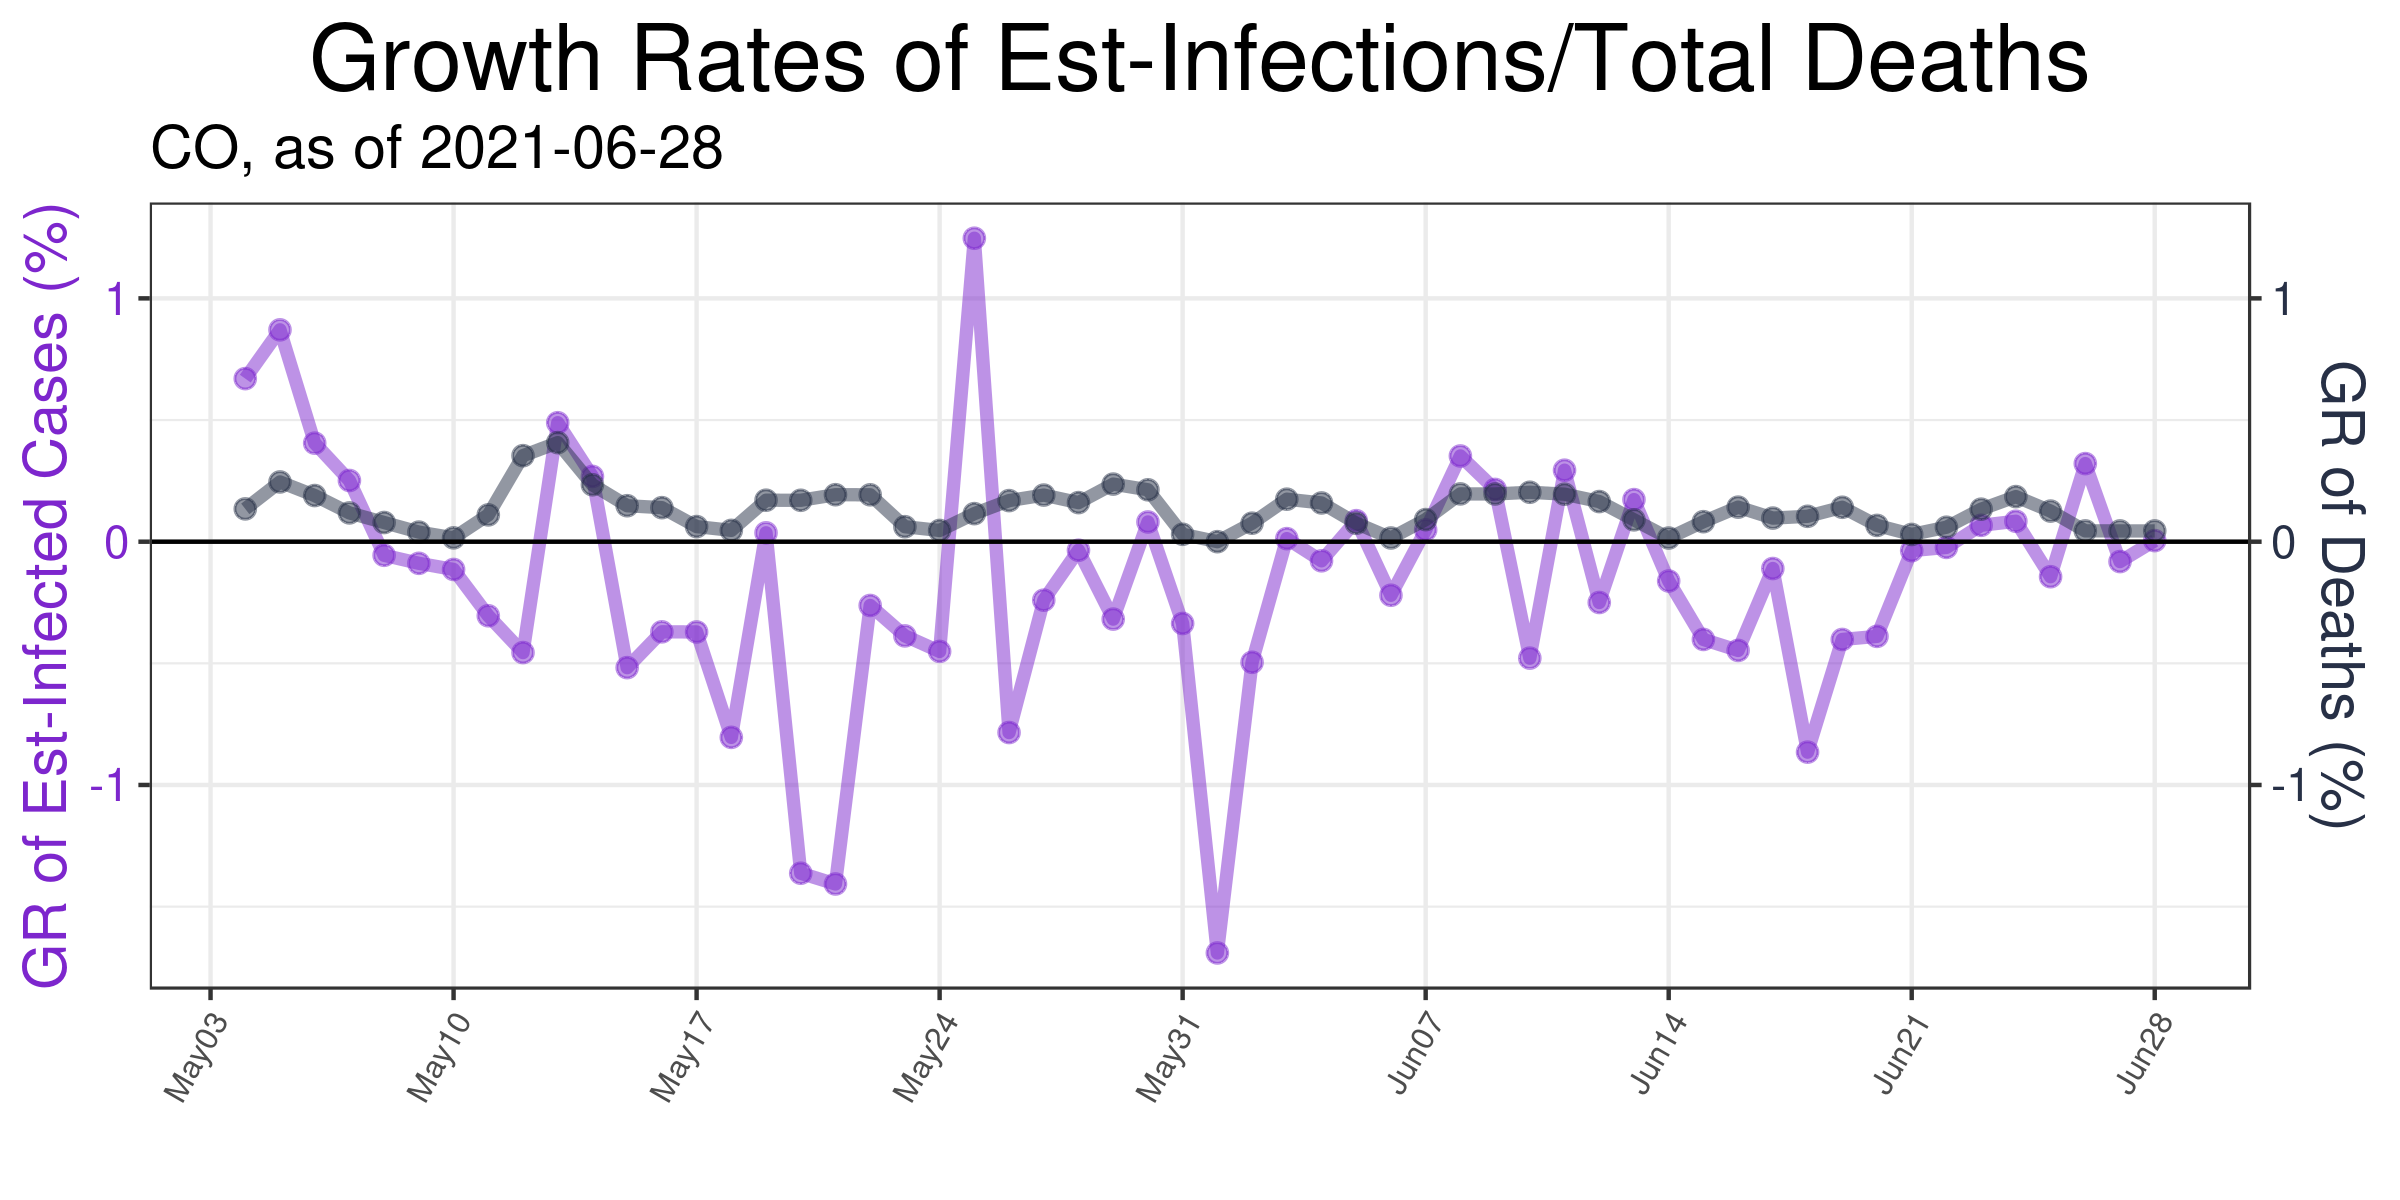 Growth Rates of Est-Infections/Total Deaths
CO, as of 2021-06-28
GR of Est-Infected Cases (%)
1
0
-1
1
0
-1
GR of Deaths (%)
May03
May10
May17
May24
May31
Jun07
Jun14
Jun21
Jun28